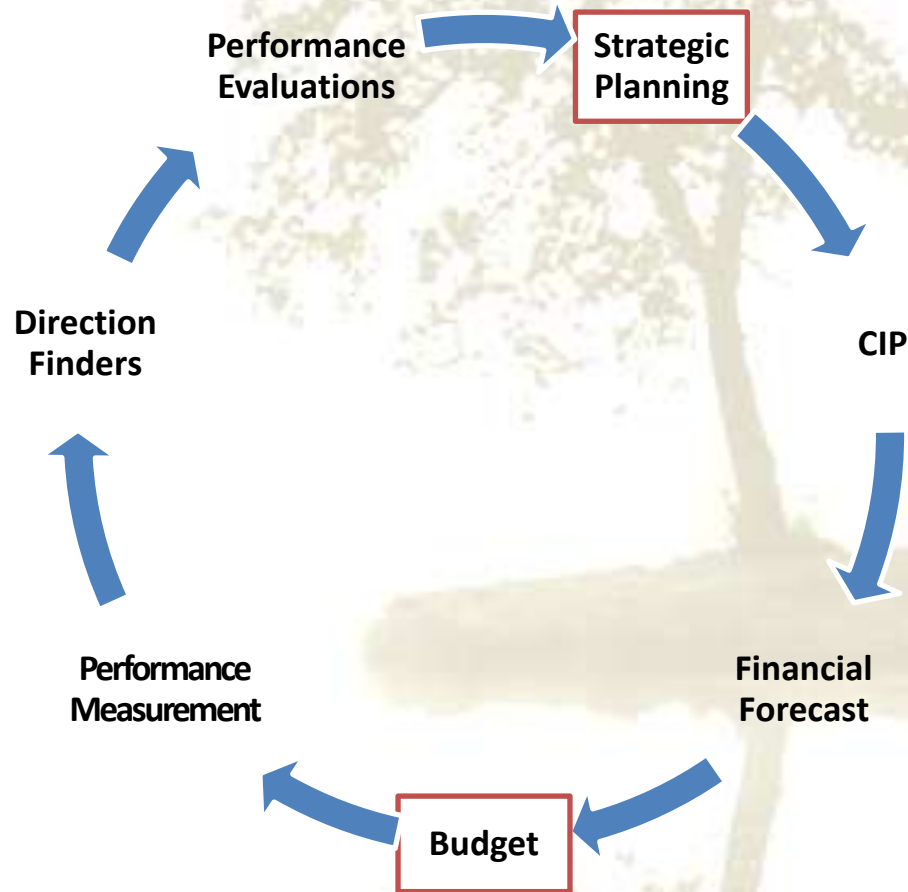 Performance
Evaluations
Strategic
Planning
CIP
Financial
Forecast
Budget
Performance
Measurement
Direction
Finders